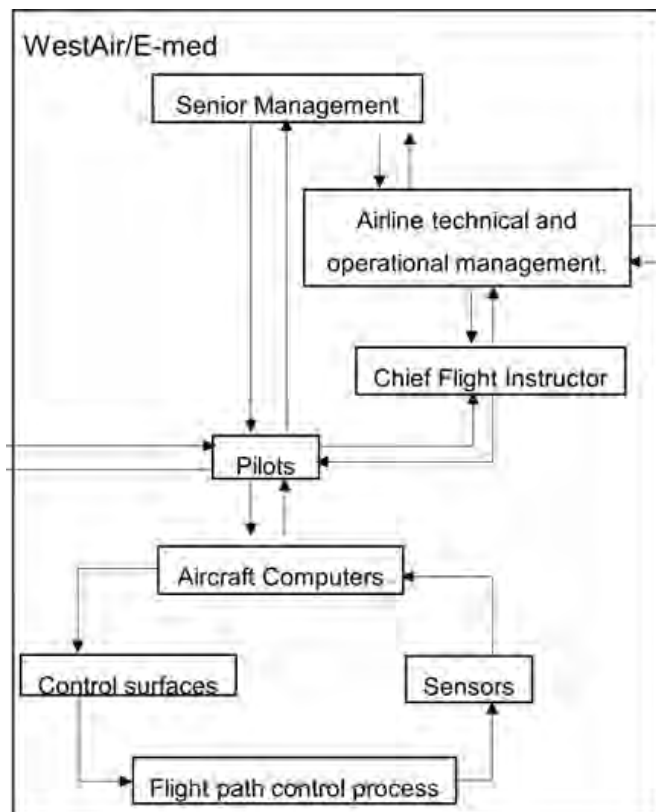 WestAir/E-med
Senior Management
Airline technical and
operational management.
Chief Flight Instructor
Pilots
Aircraft Computers
Control surfaces
Sensors
Flight path control process